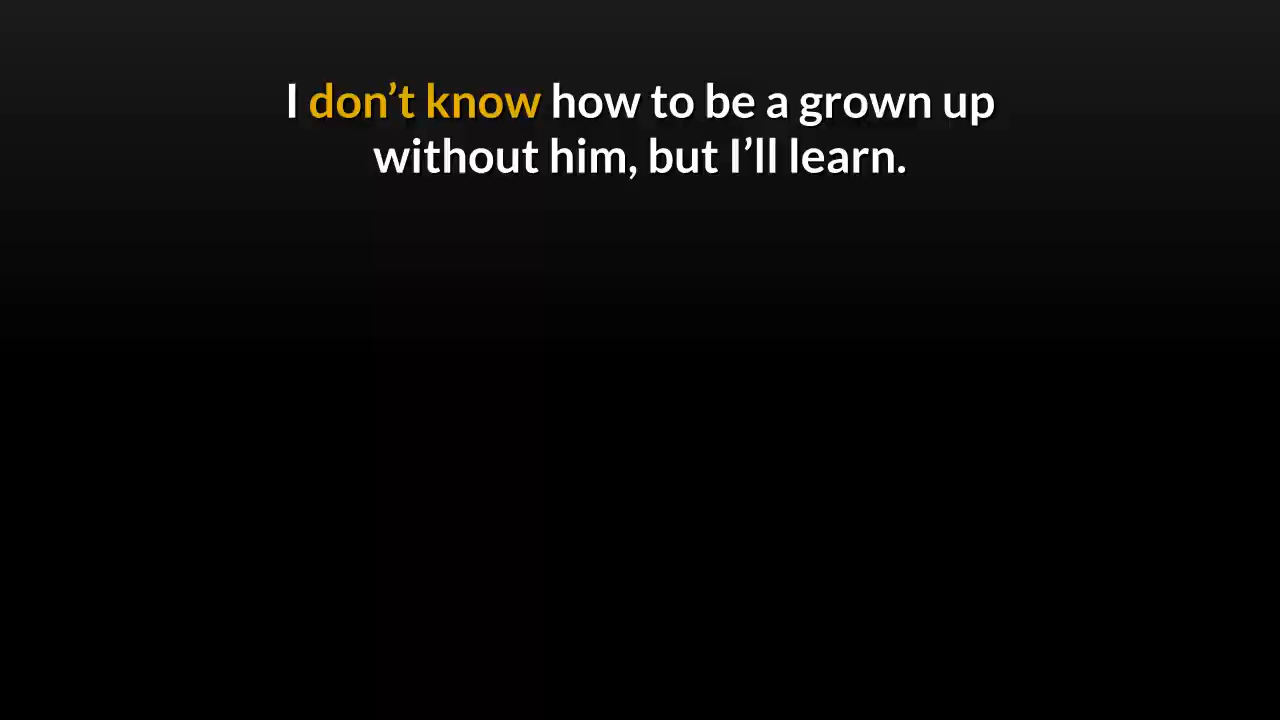 I don’t know how to be a grown up
without him, but I’ll learn.